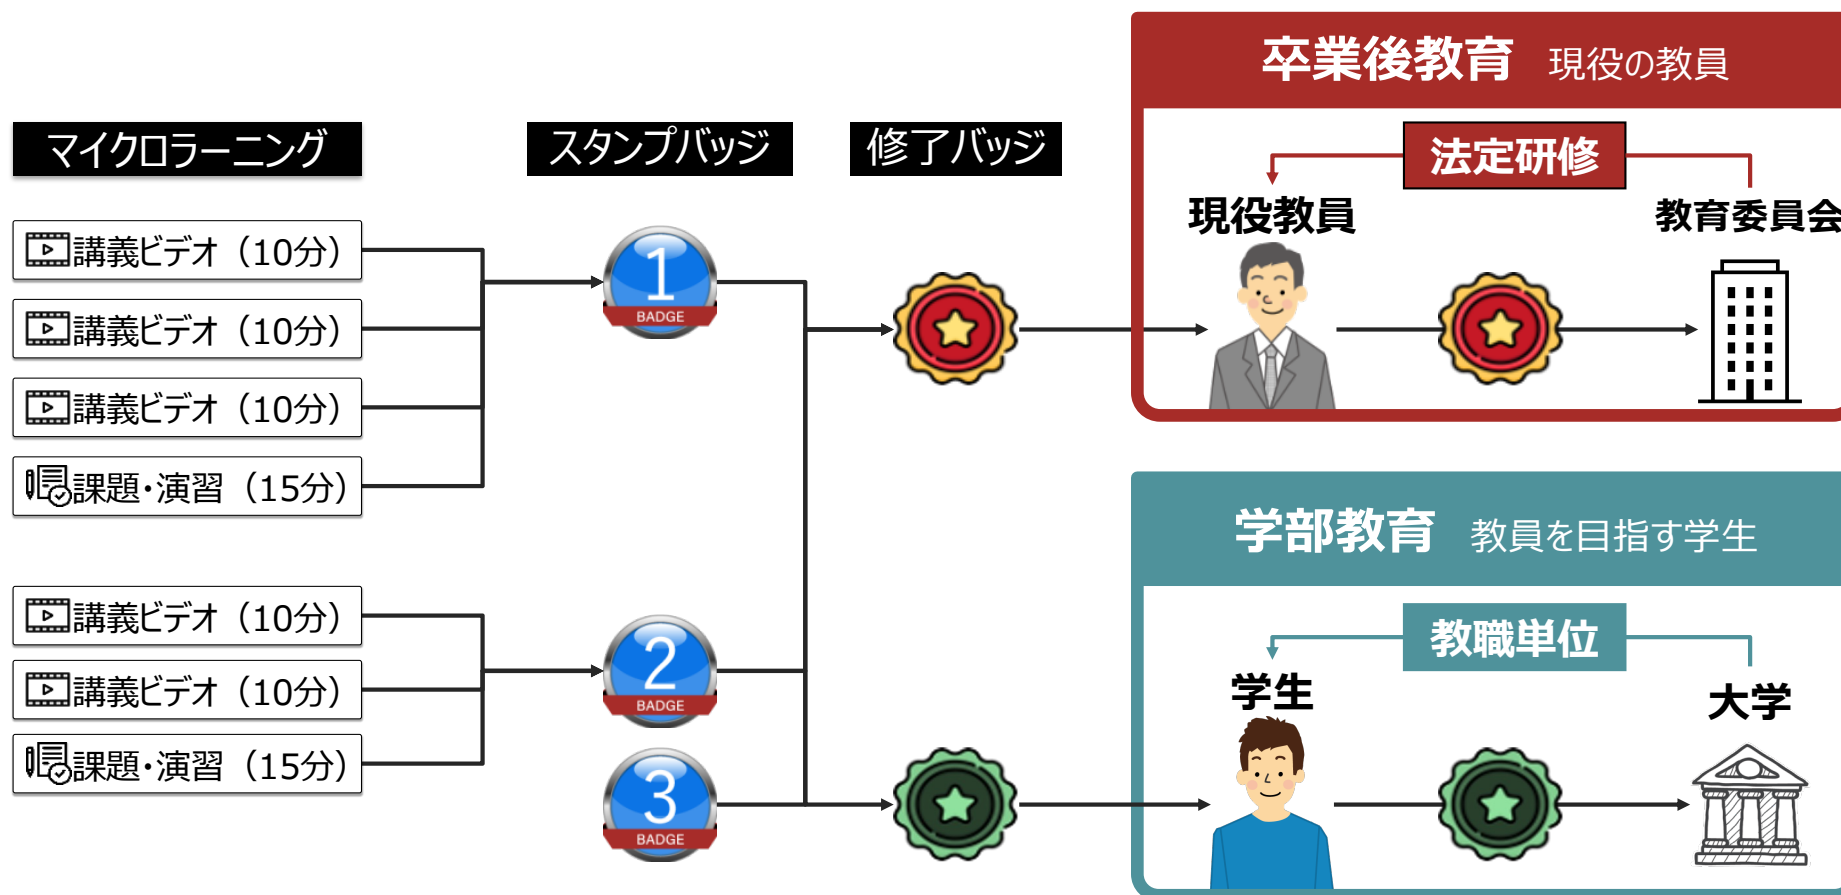 マイクロラーニング
スタンプバッジ
修了バッジ
講義ビデオ（10分）
講義ビデオ（10分）
講義ビデオ（10分）
課題・演習（15分）
講義ビデオ（10分）
講義ビデオ（10分）
課題・演習（15分）
1
BADGE
2
BADGE
3
BADGE
卒業後教育 現役の教員
法定研修
現役教員
教育委員会
学部教育 教員を目指す学生
教職単位
学生
大学